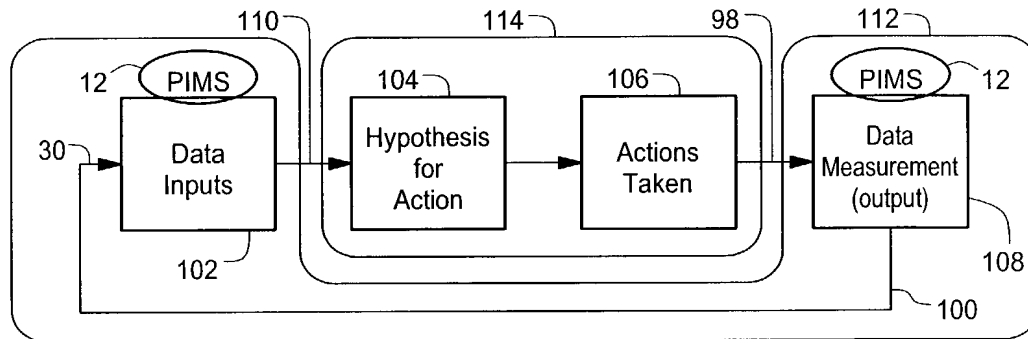 110
114
98
112
12
PIMS
104
106
PIMS
12
30
Data
Inputs
Hypothesis
for
Action
Actions
Taken
Data
Measurement
(output)
102
108
100